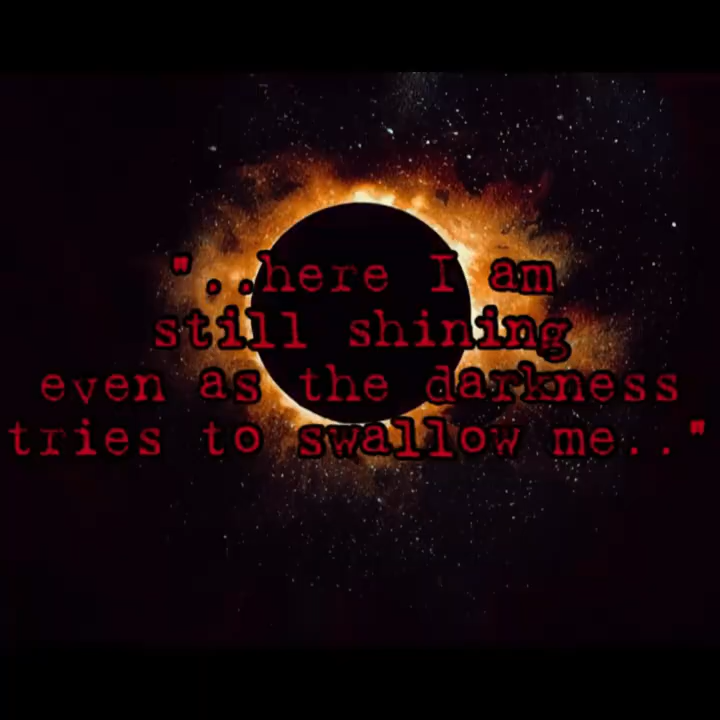 "..here I am
still shining
even as the darkness
tries to swallow me.."